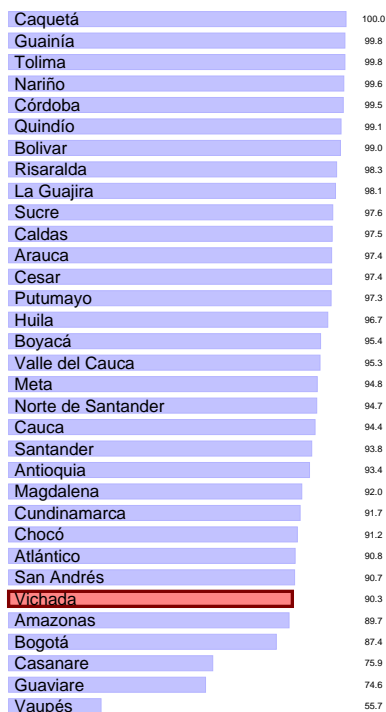 Caquetá 100.0
Guainía 99.8
Tolima 99.8
Nariño 99.6
Córdoba 99.5
Quindío 99.1
Bolivar 99.0
Risaralda 98.3
La Guajira 98.1
Sucre 97.6
Caldas 97.5
Arauca 97.4
Cesar 97.4
Putumayo 97.3
Huila 96.7
Boyacá 95.4
Valle del Cauca 95.3
Meta 94.8
Norte de Santander 94.7
Cauca 94.4
Santander 93.8
Antioquia 93.4
Magdalena 92.0
Cundinamarca 91.7
Chocó 91.2
Atlántico 90.8
San Andrés 90.7
Vichada 90.3
Amazonas 89.7
Bogotá 87.4
Casanare 75.9
Guaviare 74.6
Vaupés 55.7